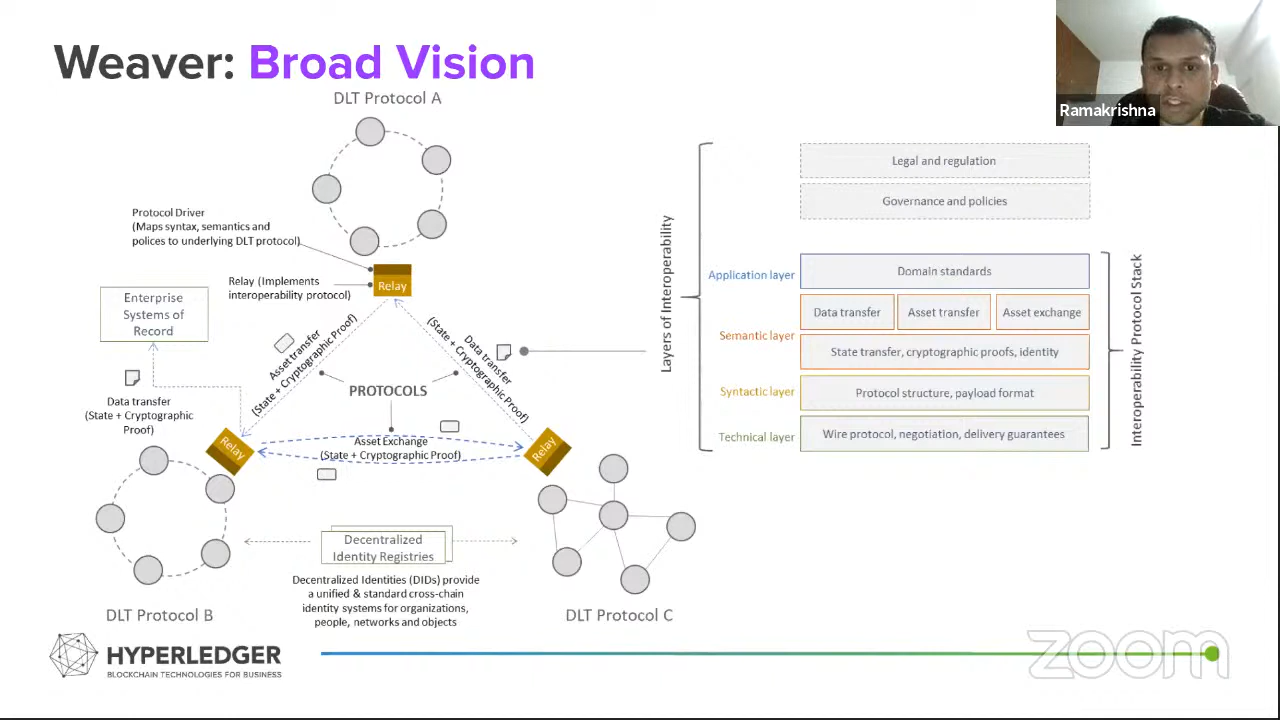 Weaver: Broad Vision
Ramakrishna
DLT Protocol A
Protocol Driver
(Maps syntax, semantics and
polices to underlying DLT protocol)
Relay (Implements
interoperability protocol)
Relay
Enterprise
Systems of
Record
Data transfer
(State + Cryptographic
Proof)
Asset transfer
(State + Cryptographic Proof)
Data transfer
(State + Cryptographic Proof)
PROTOCOLS
Asset Exchange
(State + Cryptographic Proof)
Relay
Relay
Decentralized
Identity Registries
Decentralized Identities (DIDs) provide
a unified & standard cross-chain
identity systems for organizations,
people, networks and objects
DLT Protocol B
DLT Protocol C
Layers of Interoperability
Legal and regulation
Governance and policies
Application layer
Domain standards
Semantic layer
Data transfer
Asset transfer
Asset exchange
State transfer, cryptographic proofs, identity
Syntactic layer
Protocol structure, payload format
Technical layer
Wire protocol, negotiation, delivery guarantees
Interoperability Protocol Stack
HYPERLEDGER
BLOCKCHAIN TECHNOLOGIES FOR BUSINESS
zoom